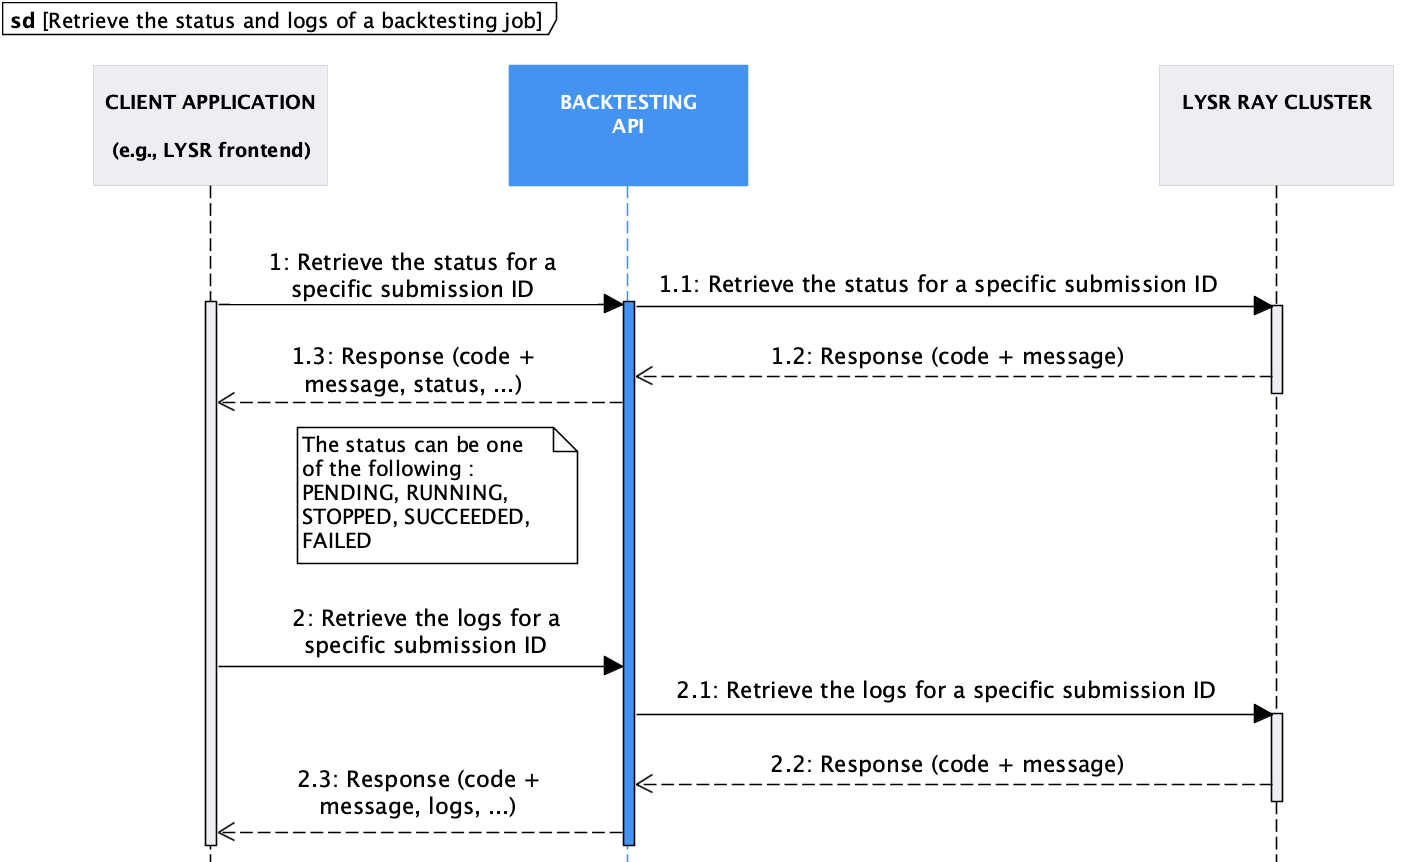 sd [Retrieve the status and logs of a backtesting job]
CLIENT APPLICATION
(e.g., LYSR frontend)
BACKTESTING
API
LYSR RAY CLUSTER
1: Retrieve the status for a
specific submission ID
1.1: Retrieve the status for a specific submission ID
1.2: Response (code + message)
1.3: Response (code +
message, status, ...)
The status can be one
of the following :
PENDING, RUNNING,
STOPPED, SUCCEEDED,
FAILED
2: Retrieve the logs for a
specific submission ID
2.1: Retrieve the logs for a specific submission ID
2.2: Response (code + message)
2.3: Response (code +
message, logs, ...)